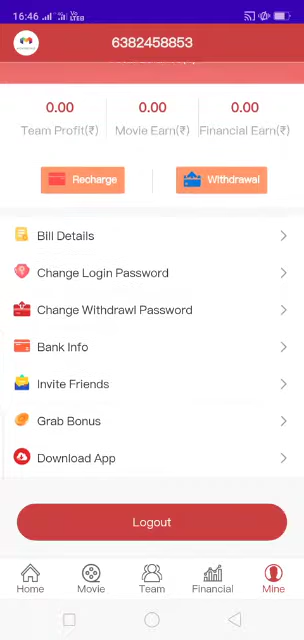 16:46
Vo
LTEB
6382458853
0.00
0.00
0.00
Team Profit(₹)
Movie Earn(₹)
Financial Earn(₹)
Recharge
Withdrawal
Bill Details
Change Login Password
Change Withdrawl Password
Bank Info
Invite Friends
Grab Bonus
Download App
Logout
Home
Movie
Team
Financial
Mine